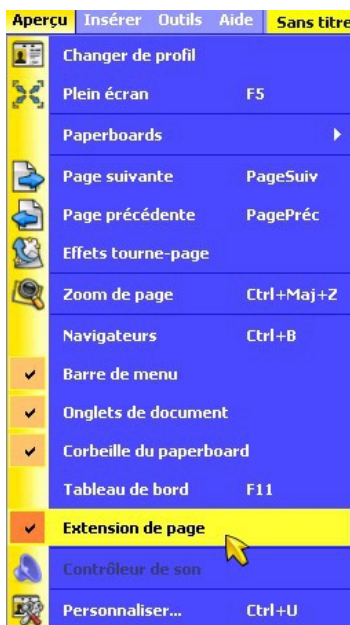 Aperçu Insérer Outils Aide Sans titre
Changer de profil
Plein écran F5
Paperboards
Page suivante PageSuiv
Page précédente PagePréc
Effets tourne-page
Zoom de page Ctrl+Maj+Z
Navigateurs Ctrl+B
Barre de menu
Onglets de document
Corbeille du paperboard
Tableau de bord F11
Extension de page
Contrôleur de son
Personnaliser... Ctrl+U